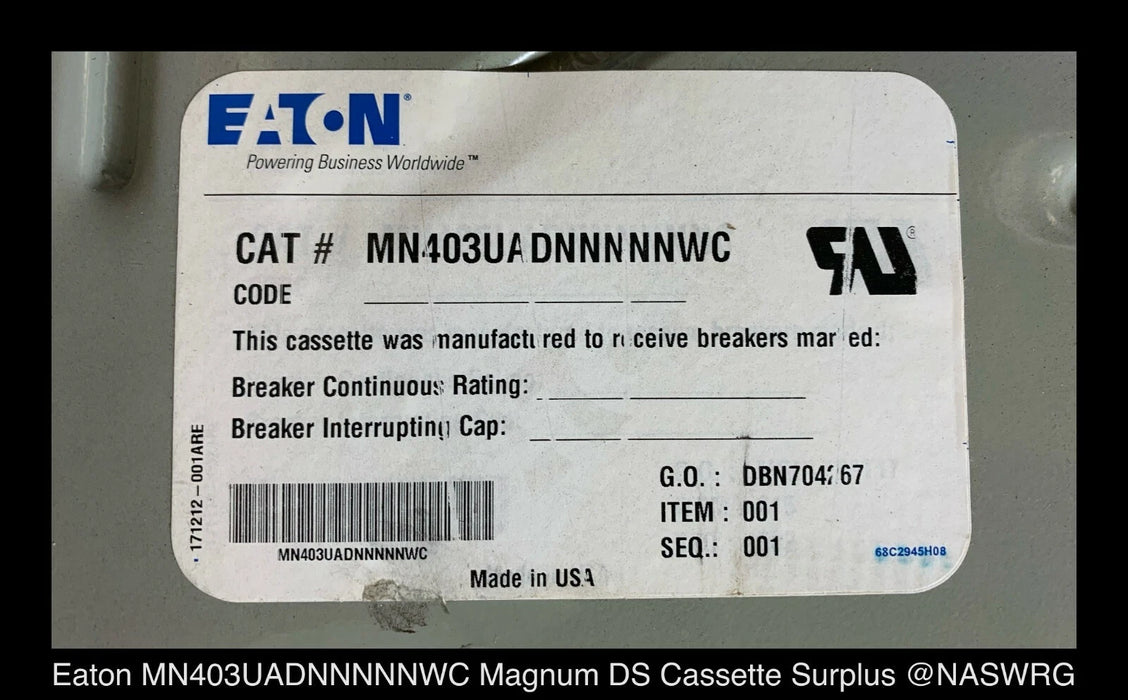 EATON
Powering Business Worldwide™
CAT # MN403UADNNNNNWC
CODE
This cassette was manufactured to receive breakers marked:
Breaker Continuous Rating:
Breaker Interrupting Cap:
171212-001ARE
MN403UADNNNNNWC
G.O. :
ITEM : 001
SEQ.: 001
68C2945H08
Made in USA
Eaton MN403UADNNNNNWC Magnum DS Cassette Surplus @NASWRG